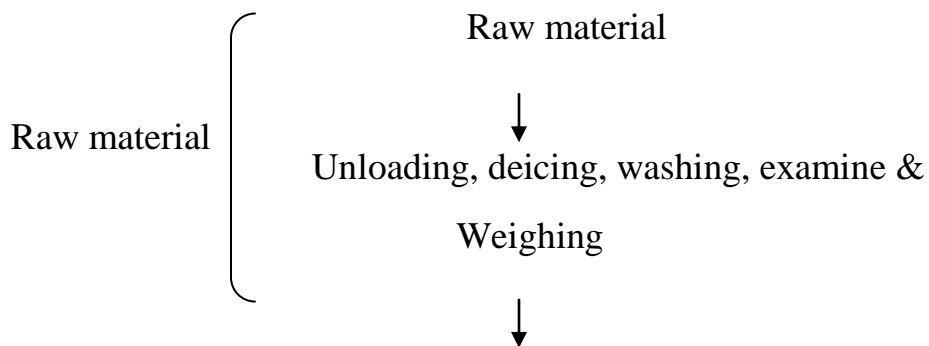 Raw material
Raw material
Unloading, deicing, washing, examine &
Weighing